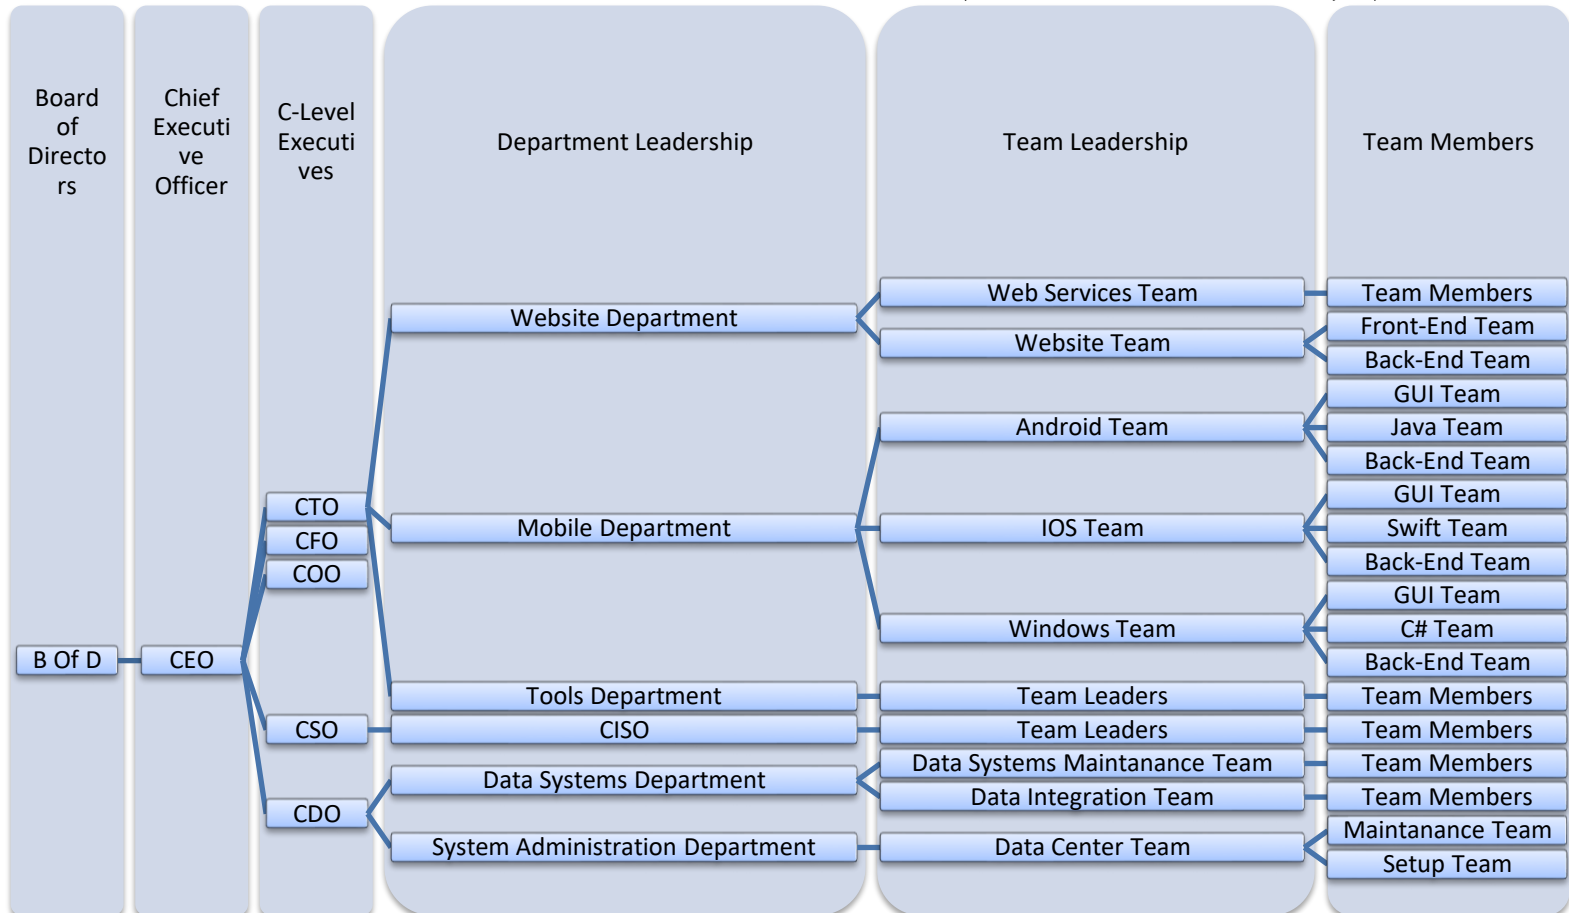 Board
of
Directo
rs
Chief
Executi
ve
Officer
C-Level
Executi
ves
Department Leadership
Team Leadership
Team Members
Web Services Team
Team Members
Website Department
Front-End Team
Website Team
Back-End Team
GUI Team
Android Team
Java Team
Back-End Team
GUI Team
CTO
Mobile Department
IOS Team
Swift Team
CFO
Back-End Team
COO
GUI Team
Windows Team
C# Team
B Of D
CEO
Back-End Team
Tools Department
Team Leaders
Team Members
CSO
CISO
Team Leaders
Team Members
Data Systems Department
Data Systems Maintanance Team
Team Members
Data Integration Team
Team Members
CDO
Maintanance Team
System Administration Department
Data Center Team
Setup Team